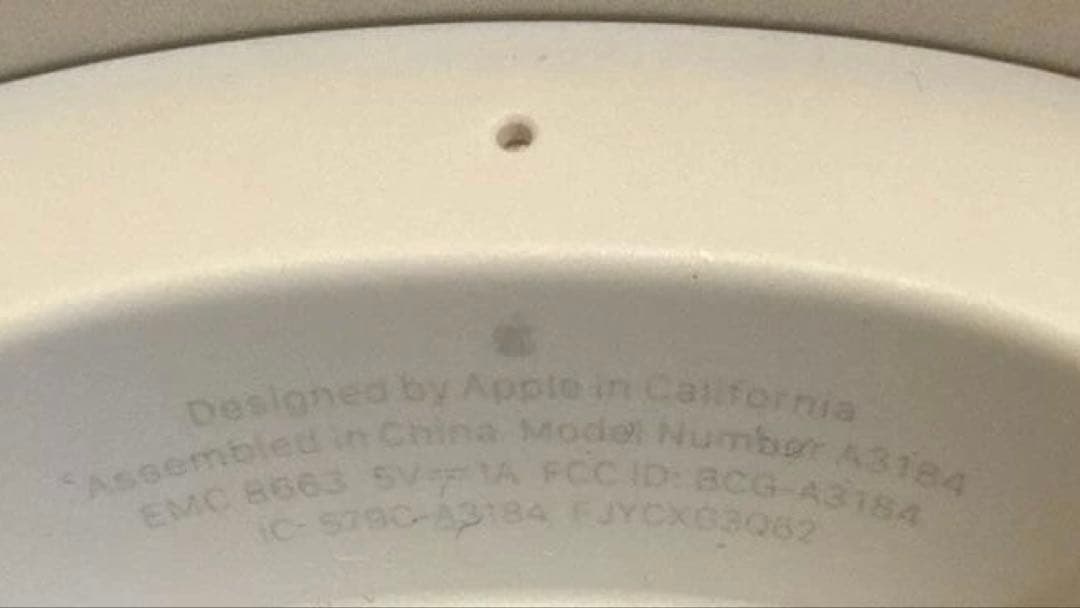 Designed by Apple in California
Assembled in China Model Number A3184
EMC 8663 5V⎓1A FCC ID: BCG-A3184
IC: 579C-A3184